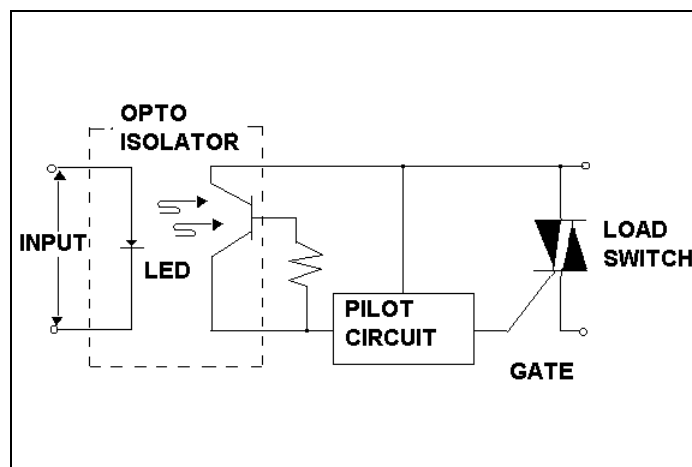 OPTO
ISOLATOR
INPUT
LED
PILOT
CIRCUIT
LOAD
SWITCH
GATE